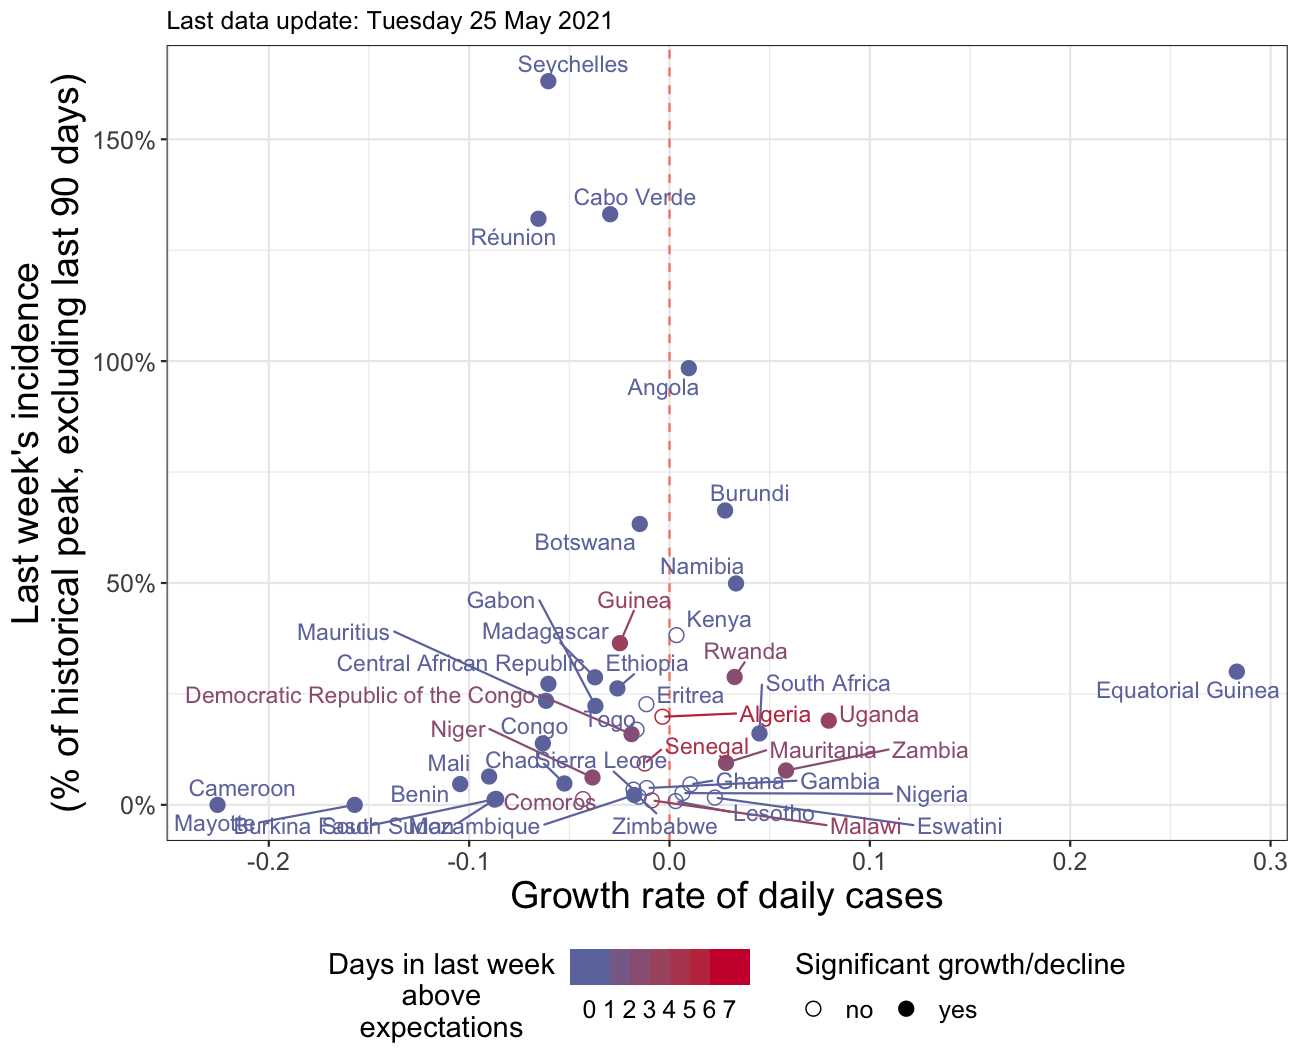 Last data update: Tuesday 25 May 2021
Last week's incidence
(% of historical peak, excluding last 90 days)
150%
100%
50%
0%
Seychelles
Cabo Verde
Réunion
Angola
Burundi
Botswana
Namibia
Gabon
Guinea
Kenya
Mauritius
Madagascar
Rwanda
Central African Republic
Ethiopia
South Africa
Equatorial Guinea
Democratic Republic of the Congo
Eritrea
Algeria
Uganda
Togo
Niger
Congo
Senegal
Mauritania
Zambia
Mali
Chad
Sierra Leone
Ghana
Gambia
Cameroon
Benin
Comoros
Nigeria
Lesotho
Mayotte
Burkina Faso
South Sudan
Mozambique
Zimbabwe
Malawi
Eswatini
-0.2
-0.1
0.0
0.1
0.2
0.3
Growth rate of daily cases
Days in last week
above
expectations
0 1 2 3 4 5 6 7
Significant growth/decline
no
yes